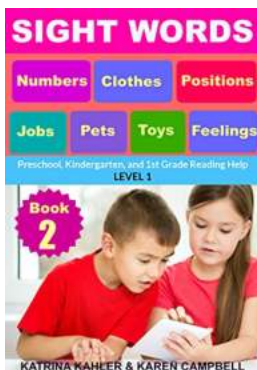 SIGHT WORDS
Numbers Clothes Positions
Jobs Pets Toys Feelings
Preschool, Kindergarten, and 1st Grade Reading Help
LEVEL 1
Book
2
KATRINA KAHLER & KAREN CAMPBELL